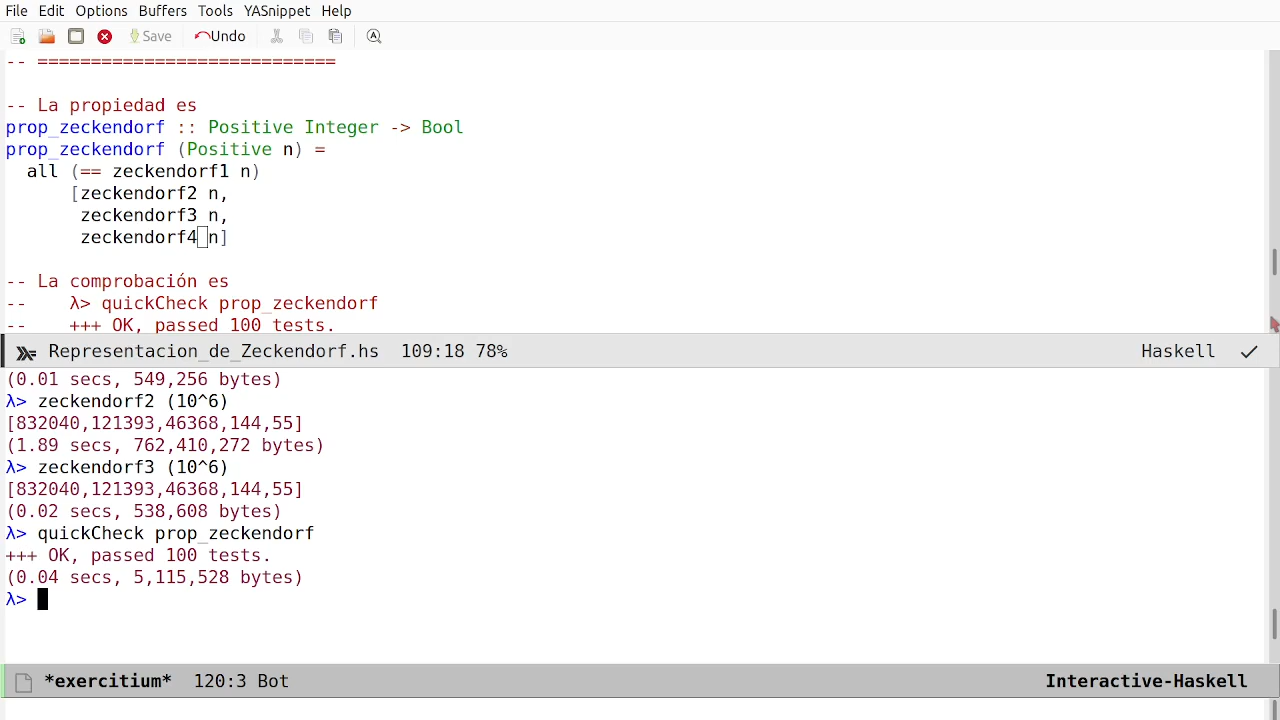 File Edit Options Buffers Tools YASnippet Help
Save Undo
-- ============================
-- La propiedad es
prop_zeckendorf :: Positive Integer -> Bool
prop_zeckendorf (Positive n) =
  all (== zeckendorf1 n)
      [zeckendorf2 n,
       zeckendorf3 n,
       zeckendorf4 n]
-- La comprobación es
--    λ> quickCheck prop_zeckendorf
--    +++ OK, passed 100 tests.
Representacion_de_Zeckendorf.hs 109:18 78% Haskell ✓
(0.01 secs, 549,256 bytes)
λ> zeckendorf2 (10^6)
[832040,121393,46368,144,55]
(1.89 secs, 762,410,272 bytes)
λ> zeckendorf3 (10^6)
[832040,121393,46368,144,55]
(0.02 secs, 538,608 bytes)
λ> quickCheck prop_zeckendorf
+++ OK, passed 100 tests.
(0.04 secs, 5,115,528 bytes)
λ>
*exercitium* 120:3 Bot Interactive-Haskell